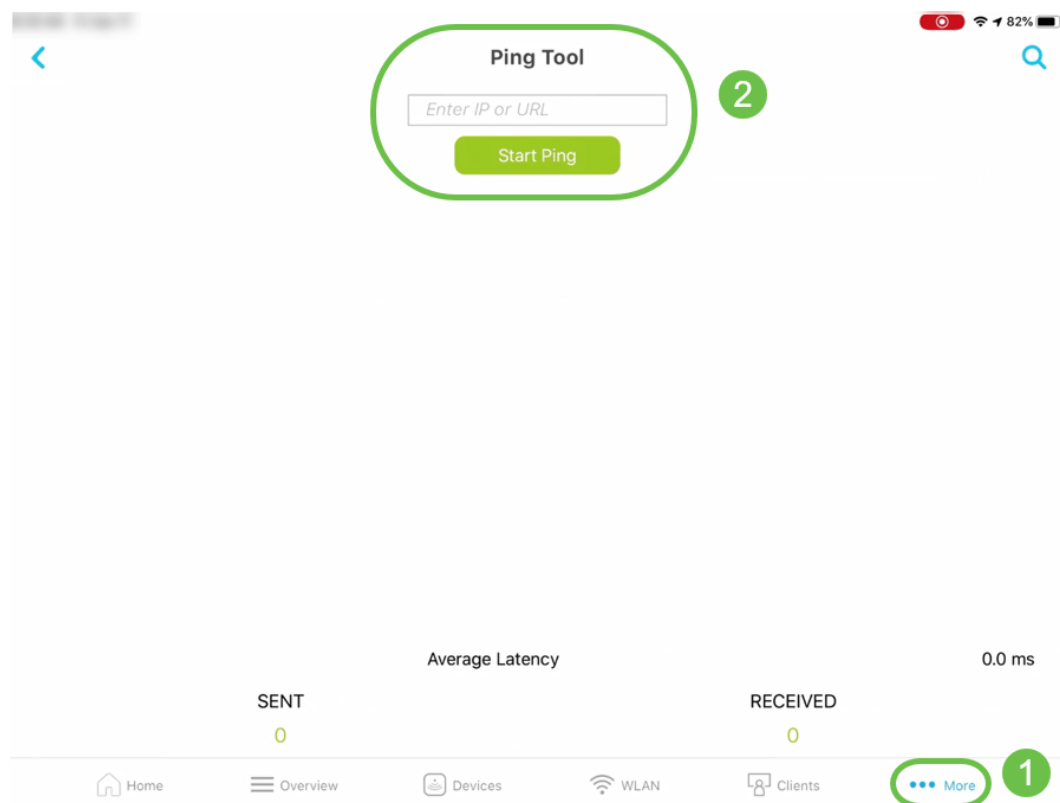 82%
Ping Tool
2
Enter IP or URL
Start Ping
Average Latency 0.0 ms
SENT RECEIVED
0 0
Home Overview Devices WLAN Clients More 1